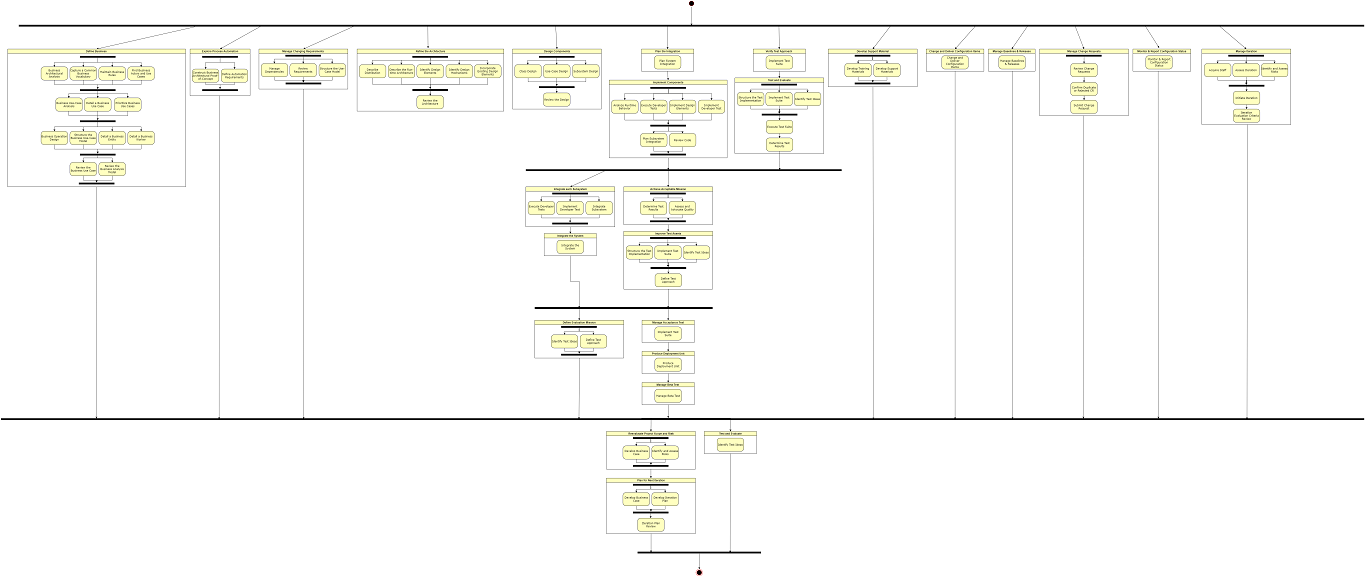 Define Business
Explore Process Automation
Manage Changing Requirements
Refine the Architecture
Design Components
Plan the Integration
Verify Test Approach
Develop Support Material
Change and Deliver Configuration Items
Manage Baselines & Releases
Manage Change Requests
Monitor & Report Configuration Status
Manage Iteration
Business
Architectural
Analysis
Capture a Common
Business
Vocabulary
Maintain Business
Rules
Find Business
Actors and Use
Cases
Business Use-Case
Analysis
Detail a Business
Use Case
Prioritize Business
Use Cases
Business Operation
Design
Structure the
Business Use-Case
Model
Detail a Business
Entity
Detail a Business
Worker
Review the
Business Use Case
Review the
Business Analysis
Model
Construct Business
Architectural Proof
of Concept
Define Automation
Requirements
Manage
Dependencies
Review
Requirements
Structure the Use
Case Model
Describe
Distribution
Describe the Run-
time Architecture
Identify Design
Elements
Identify Design
Mechanisms
Incorporate
Existing Design
Elements
Review the
Architecture
Class Design
Use-Case Design
Subsystem Design
Review the Design
Plan System
Integration
Implement Components
Analyze Runtime
Behavior
Execute Developer
Tests
Implement Design
Elements
Implement
Developer Test
Plan Subsystem
Integration
Review Code
Implement Test
Suite
Test and Evaluate
Structure the Test
Implementation
Implement Test
Suite
Identify Test Ideas
Execute Test Suite
Determine Test
Results
Develop Training
Materials
Develop Support
Materials
Change and
Deliver
Configuration
Items
Manage Baselines
& Releases
Review Change
Requests
Confirm Duplicate
or Rejected CR
Submit Change
Request
Monitor & Report
Configuration
Status
Acquire Staff
Assess Iteration
Identify and Assess
Risks
Initiate Iteration
Iteration
Evaluation Criteria
Review
Integrate each Subsystem
Execute Developer
Tests
Implement
Developer Test
Integrate
Subsystem
Integrate the System
Integrate the
System
Achieve Acceptable Mission
Determine Test
Results
Assess and
Advocate Quality
Improve Test Assets
Structure the Test
Implementation
Implement Test
Suite
Identify Test Ideas
Define Test
Approach
Define Evaluation Mission
Identify Test Ideas
Define Test
Approach
Manage Acceptance Test
Implement Test
Suite
Produce Deployment Unit
Produce
Deployment Unit
Manage Beta Test
Manage Beta Test
Reevaluate Project Scope and Risk
Develop Business
Case
Identify and Assess
Risks
Test and Evaluate
Identify Test Ideas
Plan for Next Iteration
Develop Business
Case
Develop Iteration
Plan
Iteration Plan
Review